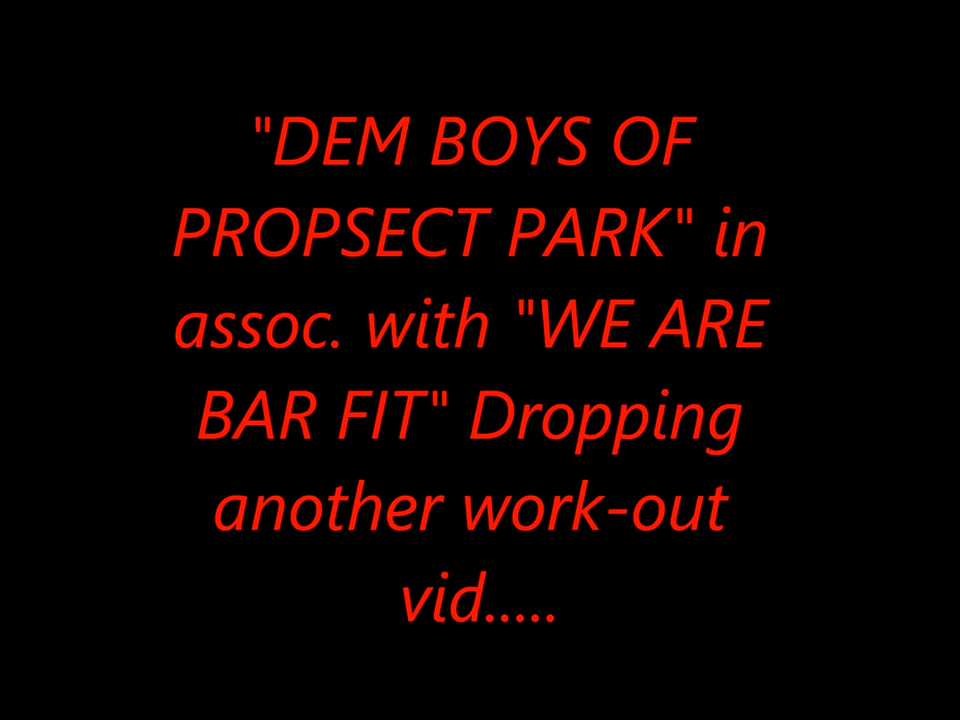 "DEM BOYS OF
PROPSECT PARK" in
assoc. with "WE ARE
BAR FIT" Dropping
another work-out
vid.....